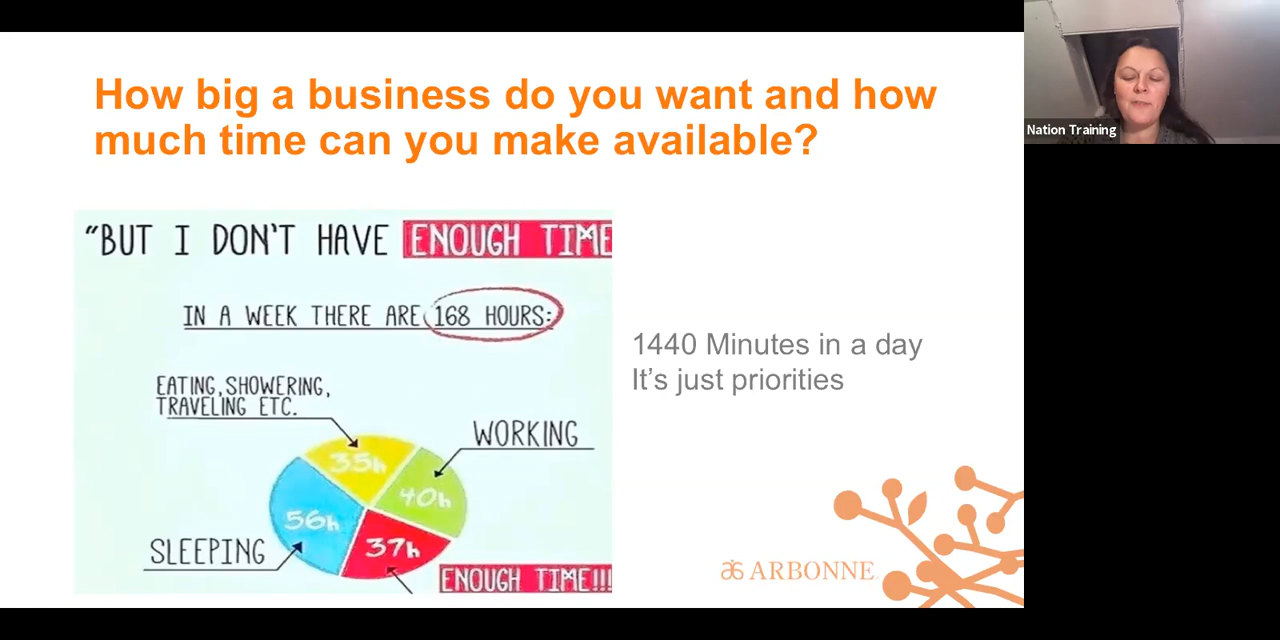 How big a business do you want and how
much time can you make available?
Nation Training
"BUT I DON'T HAVE ENOUGH TIME
IN A WEEK THERE ARE 168 HOURS:
1440 Minutes in a day
It's just priorities
EATING, SHOWERING,
TRAVELING ETC.
WORKING
35h
40h
56h
37h
SLEEPING
ENOUGH TIME!!!
ARBONNE